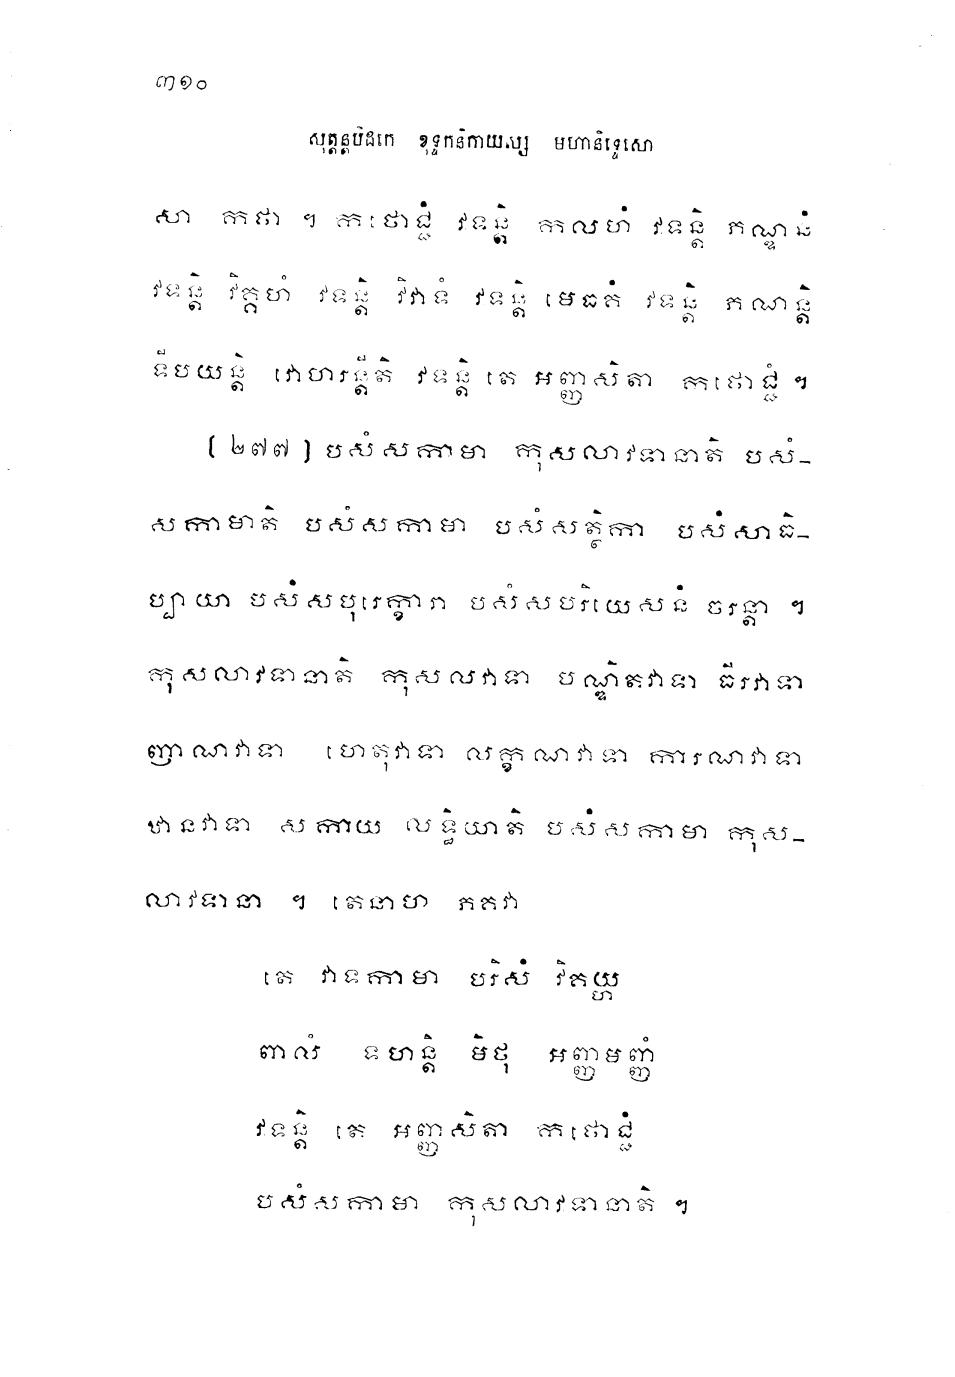 ៣១០
សុត្តន្តបិដកេ ខុទ្ទកនិកាយស្ស មហានិទ្ទេសោ
សា កថា ។ កថោជ្ជំ វទន្តិ កលហំ វទន្តិ ភណ្ឌនំ
វទន្តិ វិគ្គហំ វទន្តិ វិវាទំ វទន្តិ មេធគំ វទន្តិ ភណន្តិ
ទីបយន្តិ វោហរន្តីតិ វទន្តិ តេ អញ្ញសិតា កថោជ្ជំ ។
[ ២៧៧ ] បសំសកាមា កុសលាវទានាតិ បសំ-
សកាមាតិ បសំសកាមា បសំសត្ថិកា បសំសាធិ-
ប្បាយា បសំសបុរេក្ខារា បសំសបរិយេសនំ ចរន្តា ។
កុសលាវទានាតិ កុសលវាទា បណ្ឌិតវាទា ធីរវាទា
ញាណវាទា ហេតុវាទា លក្ខណវាទា ការណវាទា
ឋានវាទា សកាយ លទ្ធិយាតិ បសំសកាមា កុស-
លាវទានា ។ តេនាហ ភគវា
តេ វាទកាមា បរិសំ វិគយ្ហ
ពាលំ ទហន្តិ មិថុ អញ្ញមញ្ញំ
វទន្តិ តេ អញ្ញសិតា កថោជ្ជំ
បសំសកាមា កុសលាវទានាតិ ។